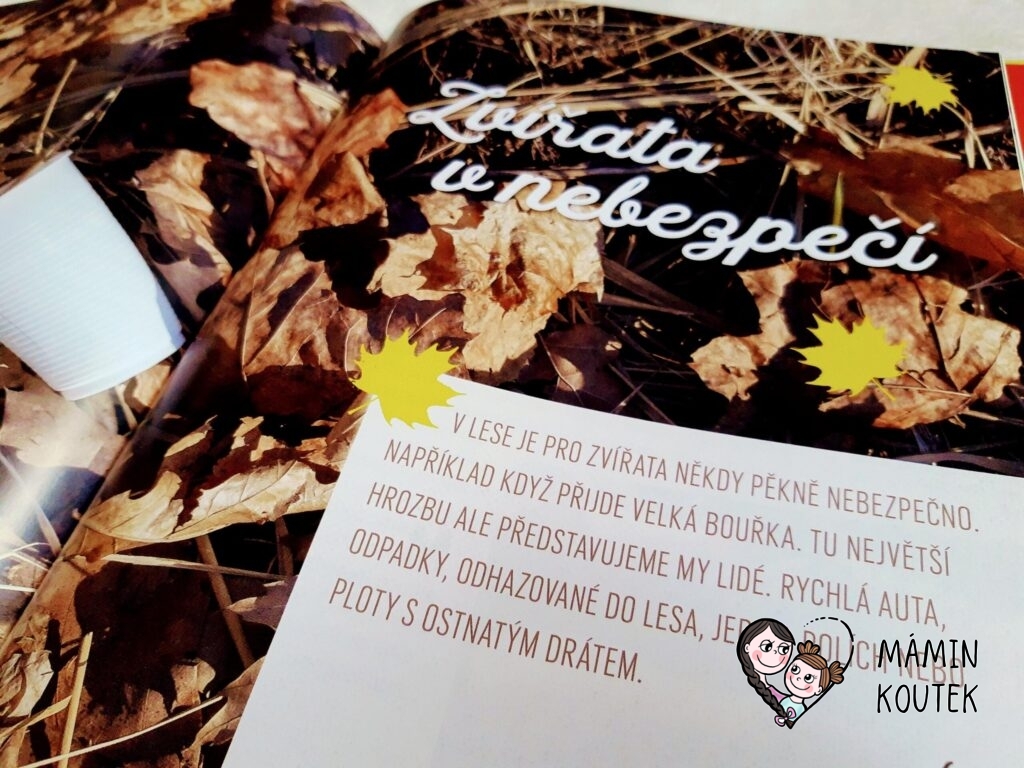 Zvířata
v nebezpečí
V LESE JE PRO ZVÍŘATA NĚKDY PĚKNĚ NEBEZPEČNO.
NAPŘÍKLAD KDYŽ PŘIJDE VELKÁ BOUŘKA. TU NEJVĚTŠÍ
HROZBU ALE PŘEDSTAVUJEME MY LIDÉ. RYCHLÁ AUTA,
ODPADKY, ODHAZOVANÉ DO LESA, NEBO
PLOTY S OSTNATÝM DRÁTEM.
MÁMIN
KOUTEK